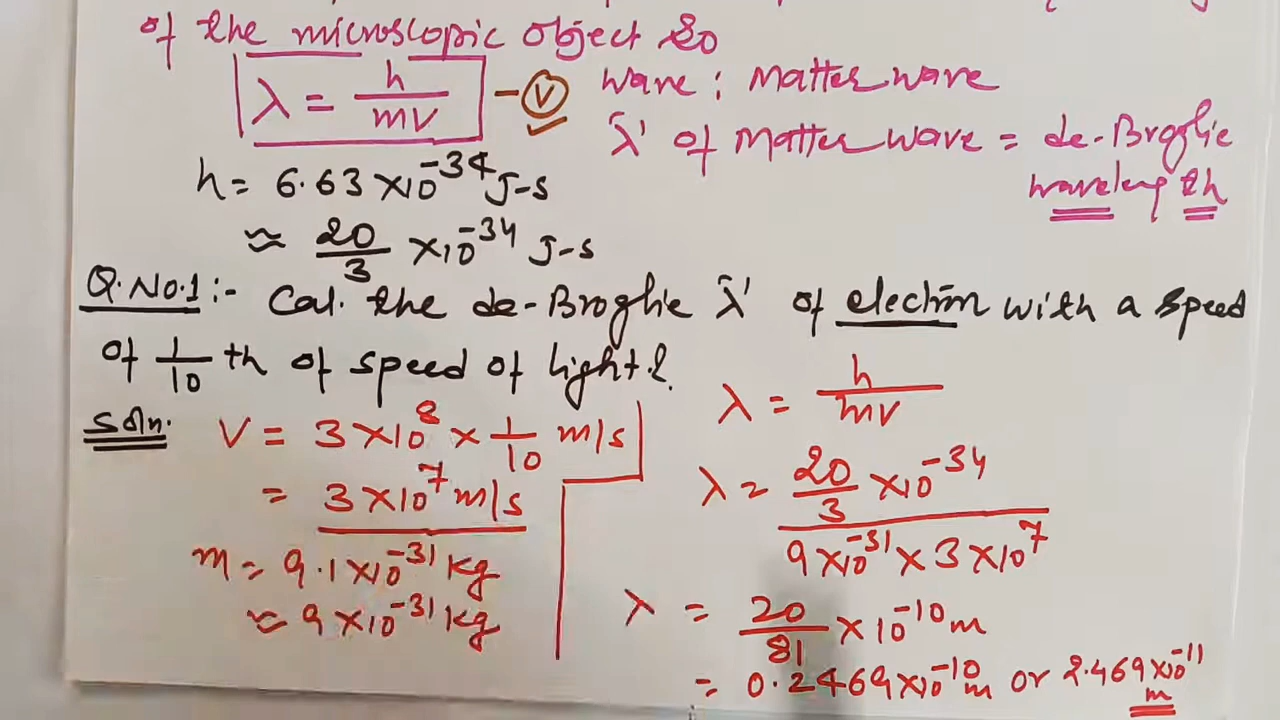 of the microscopic object So
λ = h/mv - (V)
wave : Matter wave
'λ' of Matter wave = de-Broglie
wavelength
h = 6.63 ×10⁻³⁴ J-s
≈ 20/3 ×10⁻³⁴ J-s
Q.No.1:- Cal. the de-Broglie 'λ' of electron with a speed
of 1/10 th of speed of light.
Soln.
V = 3×10⁸ × 1/10 m/s
= 3×10⁷ m/s
m = 9.1×10⁻³¹ kg
≈ 9×10⁻³¹ kg
λ = h/mv
λ = 20/3 ×10⁻³⁴ / 9×10⁻³¹ × 3×10⁷
λ = 20/81 × 10⁻¹⁰ m
= 0.2469×10⁻¹⁰ m or 2.469×10⁻¹¹ m